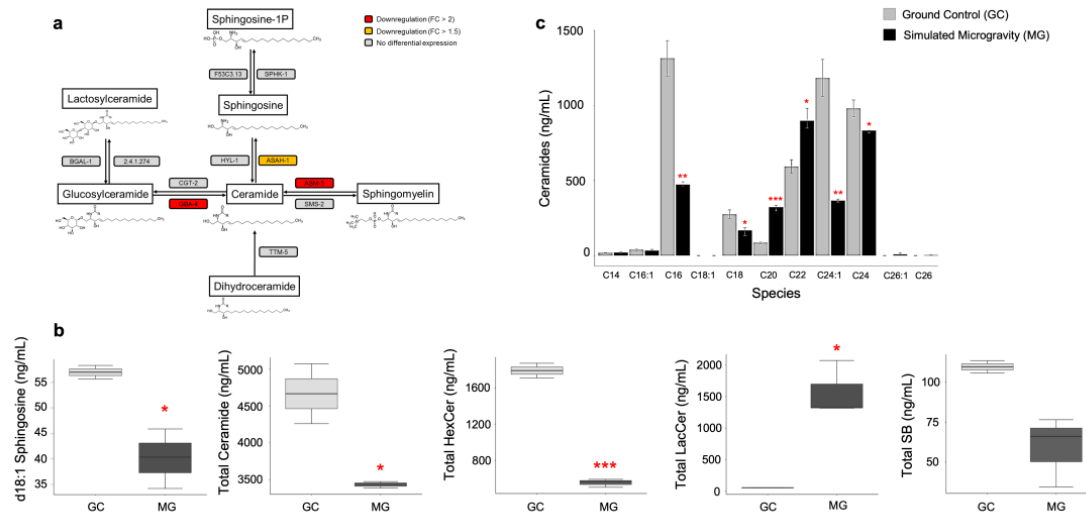 a
Sphingosine-1P
Downregulation (FC > 2)
Downregulation (FC > 1.5)
No differential expression
F53C3.13
SPHK-1
Lactosylceramide
Sphingosine
BGAL-1
2.4.1.274
HYL-1
ASAH-1
CGT-2
Glucosylceramide
Ceramide
Sphingomyelin
GBA-4
SMS-2
TTM-5
Dihydroceramide
c
Ground Control (GC)
Simulated Microgravity (MG)
Ceramides (ng/mL)
1500
1000
500
0
* ** * *** * ** *
C14 C16:1 C16 C18:1 C18 C20 C22 C24:1 C24 C26:1 C26
Species
b
d18:1 Sphingosine (ng/mL)
55
50
45
40
35
*
GC MG
Total Ceramide (ng/mL)
5000
4500
4000
3500
*
GC MG
Total HexCer (ng/mL)
1600
1200
800
***
GC MG
Total LacCer (ng/mL)
2000
1500
1000
500
0
*
GC MG
Total SB (ng/mL)
100
75
50
GC MG